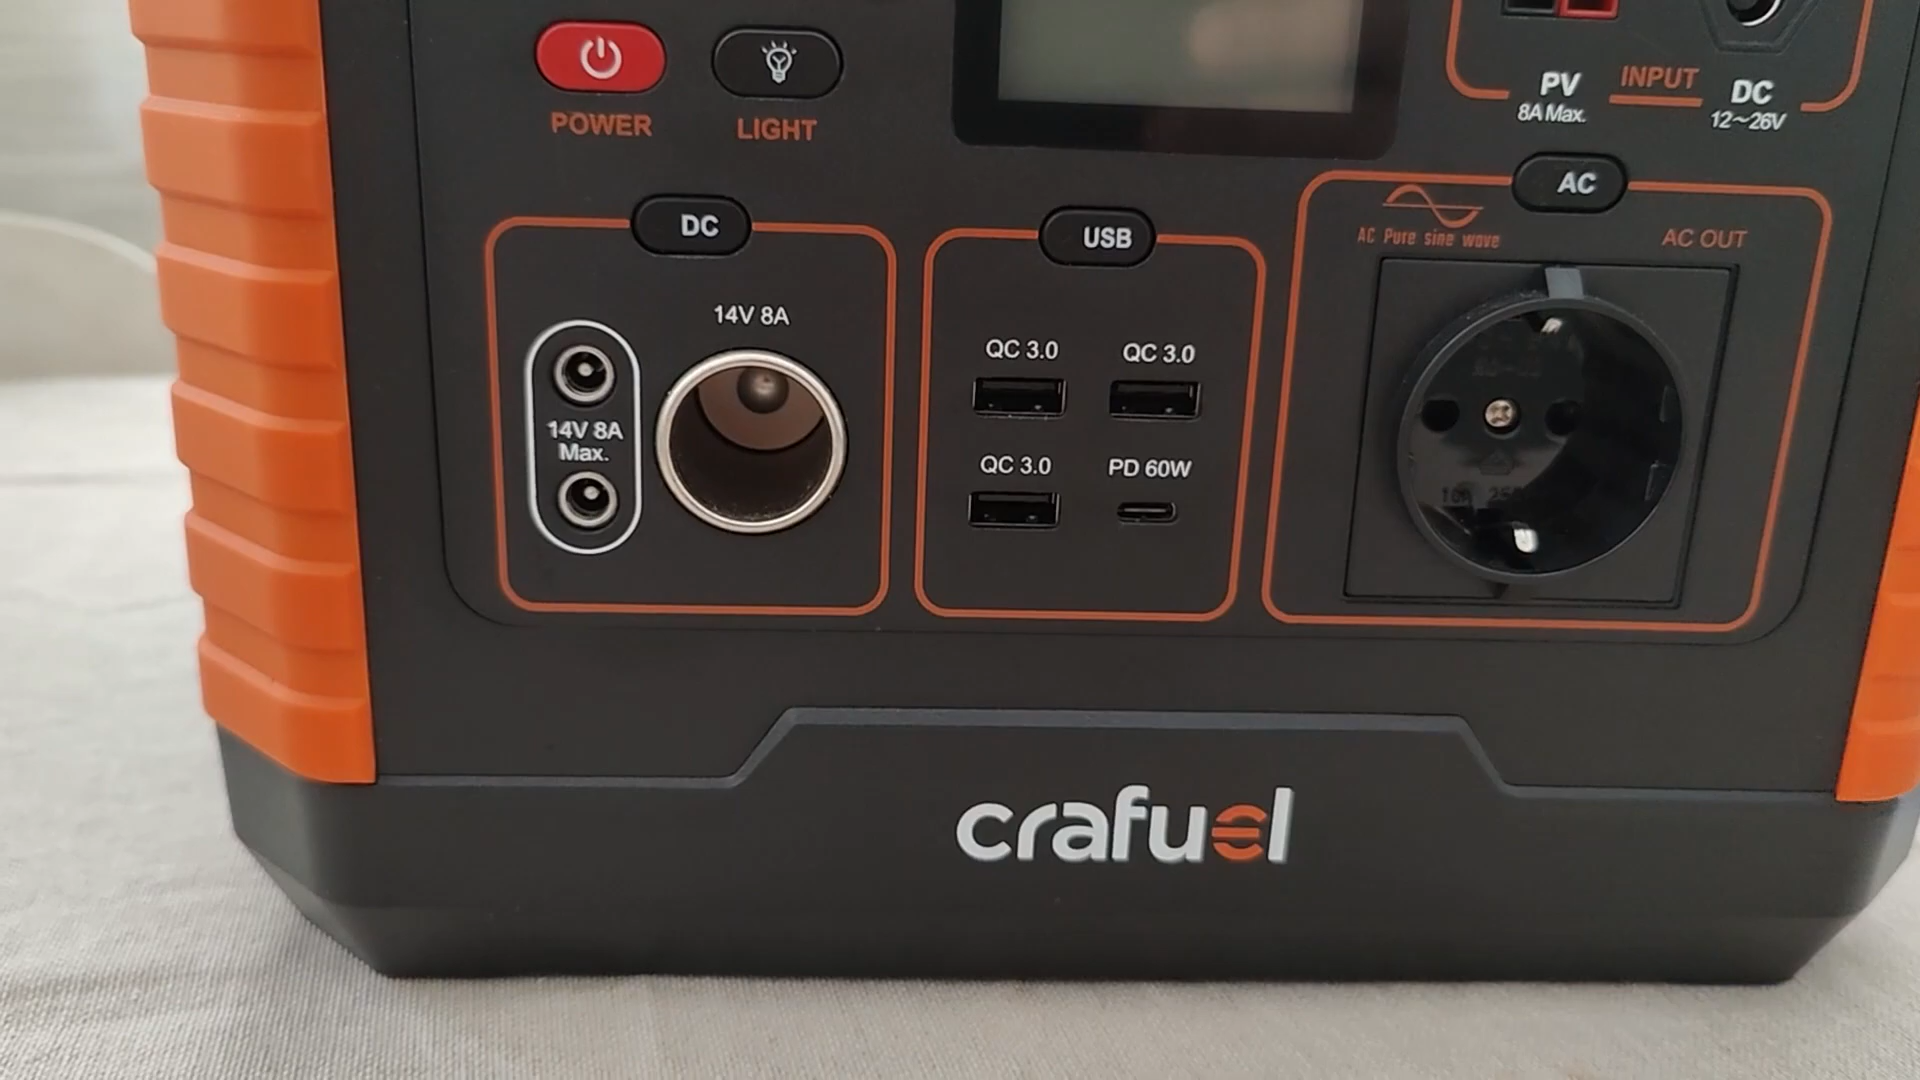 POWER
LIGHT
PV
8A Max.
INPUT
DC
12~26V
DC
14V 8A
14V 8A
Max.
USB
QC 3.0
QC 3.0
QC 3.0
PD 60W
AC
AC Pure sine wave
AC OUT
crafuel